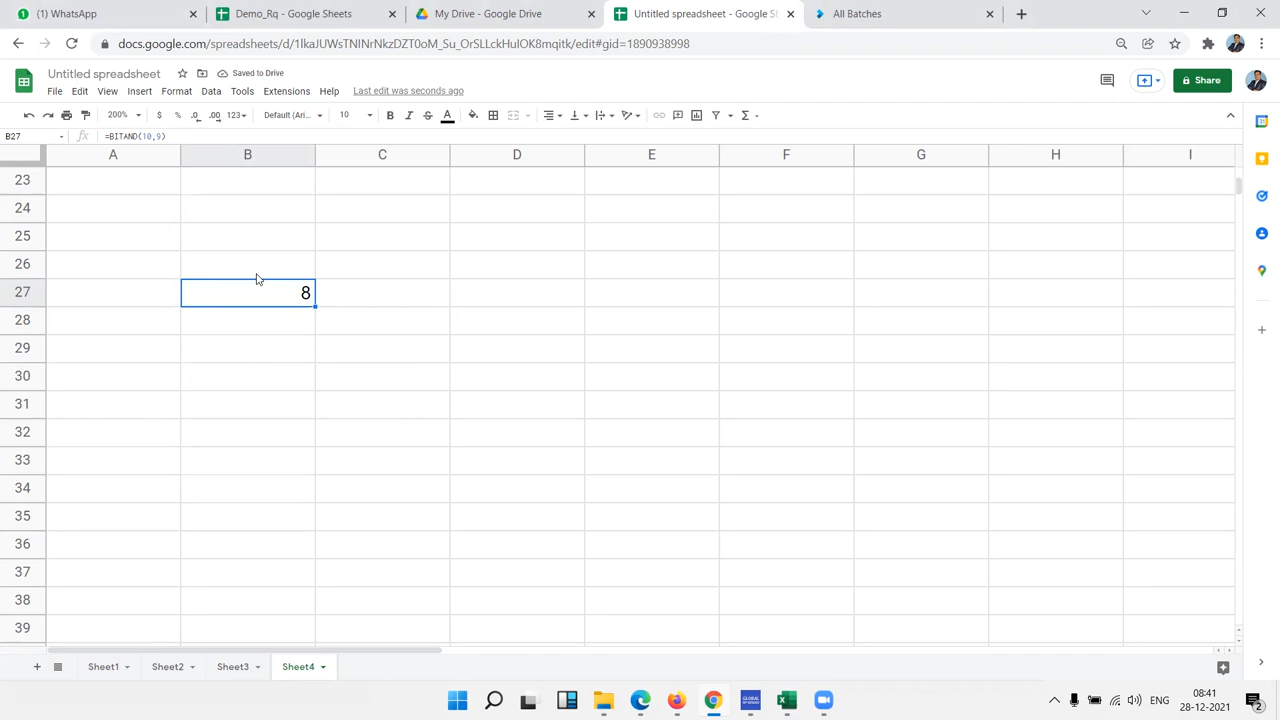 (1) WhatsApp
Demo_Rq - Google Sheets
My Drive - Google Drive
Untitled spreadsheet - Google S
All Batches
docs.google.com/spreadsheets/d/1lkaJUWsTNINrNkzDZT0oM_Su_OrSLLckHuIOK9mqitk/edit#gid=1890938998
Untitled spreadsheet
Saved to Drive
File Edit View Insert Format Data Tools Extensions Help Last edit was seconds ago
Share
200% $ % .0 .00 123 Default (Ari... 10 B I S A
B27 fx =BITAND(10,9)
A B C D E F G H I
23
24
25
26
27 8
28
29
30
31
32
33
34
35
36
37
38
39
Sheet1 Sheet2 Sheet3 Sheet4
ENG
08:41
28-12-2021
2